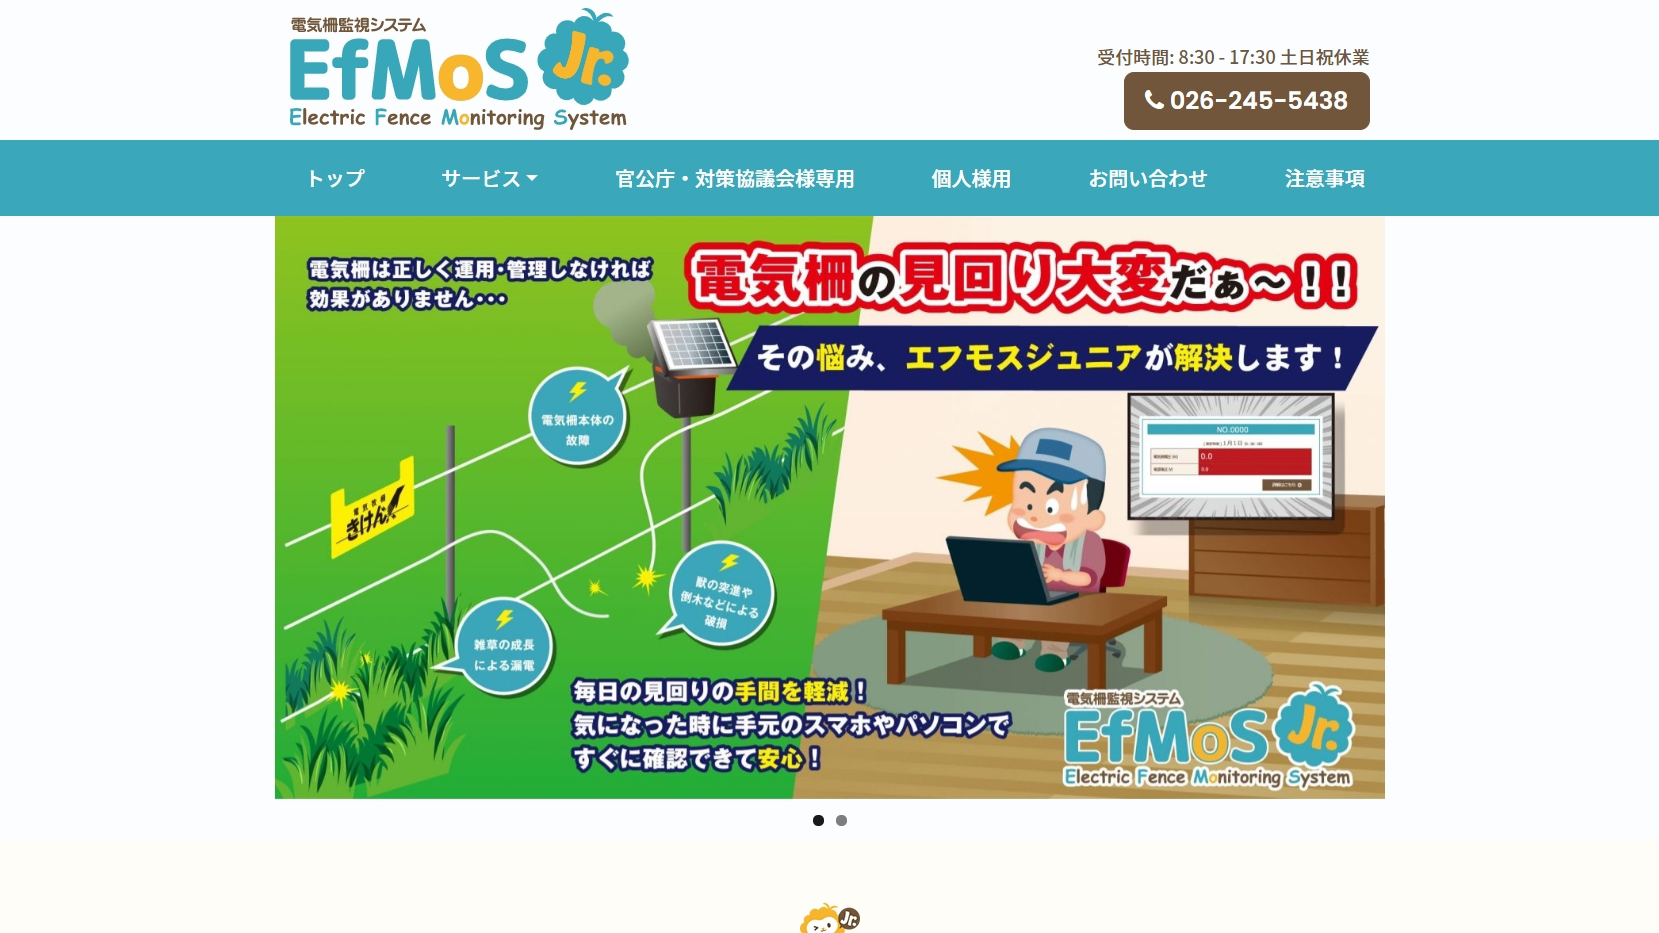 電気柵監視システム
EfMoS Jr.
Electric Fence Monitoring System
受付時間: 8:30 - 17:30 土日祝休業
026-245-5438
トップ サービス 官公庁・対策協議会様専用 個人様用 お問い合わせ 注意事項
電気柵は正しく運用・管理しなければ
効果がありません・・・
電気柵の見回り大変だぁ～!!
その悩み、エフモスジュニアが解決します！
電気柵本体の
故障
きけん
獣の突進や
倒木などによる
破損
雑草の成長
による漏電
NO.0000
0.0
0.0
毎日の見回りの手間を軽減！
気になった時に手元のスマホやパソコンで
すぐに確認できて安心！
電気柵監視システム
EfMoS Jr.
Electric Fence Monitoring System
Jr.